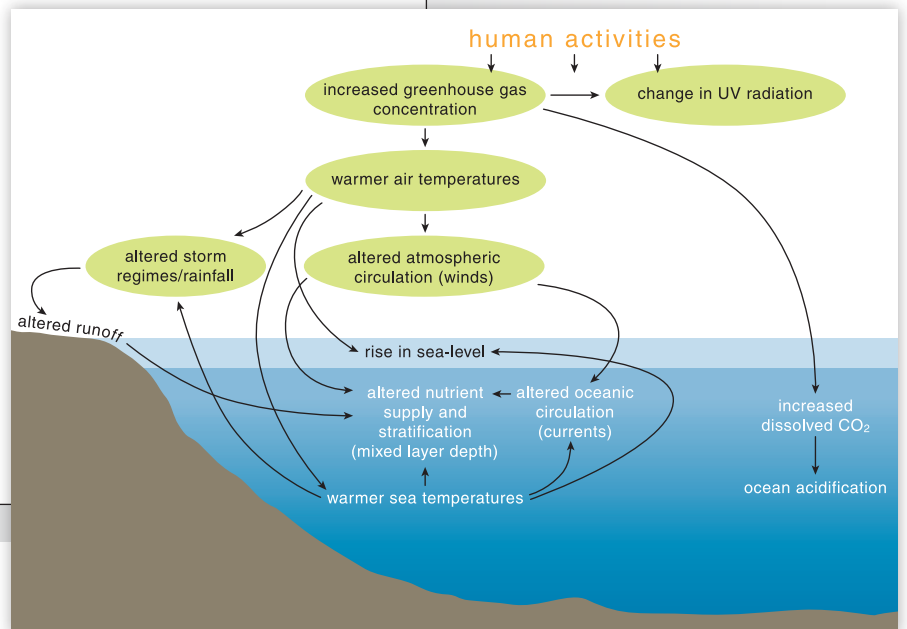 human activities
increased greenhouse gas
concentration
change in UV radiation
warmer air temperatures
altered storm
regimes/rainfall
altered atmospheric
circulation (winds)
altered runoff
rise in sea-level
altered nutrient
supply and
stratification
(mixed layer depth)
altered oceanic
circulation
(currents)
increased
dissolved CO₂
ocean acidification
warmer sea temperatures